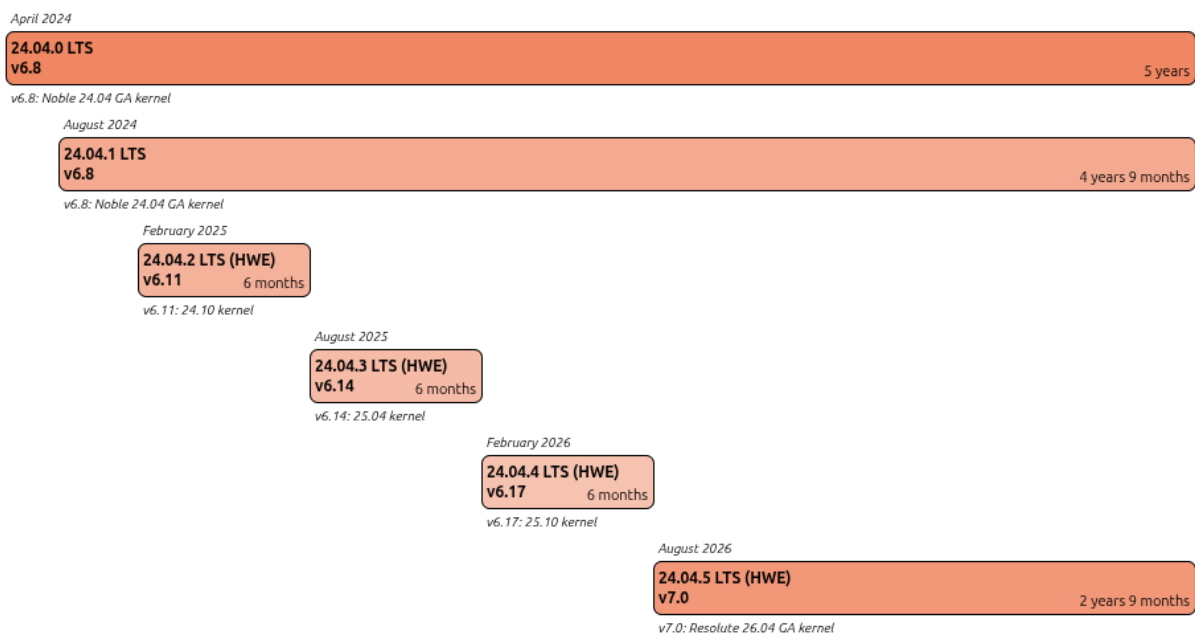 April 2024
24.04.0 LTS
v6.8
5 years
v6.8: Noble 24.04 GA kernel
August 2024
24.04.1 LTS
v6.8
4 years 9 months
v6.8: Noble 24.04 GA kernel
February 2025
24.04.2 LTS (HWE)
v6.11
6 months
v6.11: 24.10 kernel
August 2025
24.04.3 LTS (HWE)
v6.14
6 months
v6.14: 25.04 kernel
February 2026
24.04.4 LTS (HWE)
v6.17
6 months
v6.17: 25.10 kernel
August 2026
24.04.5 LTS (HWE)
v7.0
2 years 9 months
v7.0: Resolute 26.04 GA kernel